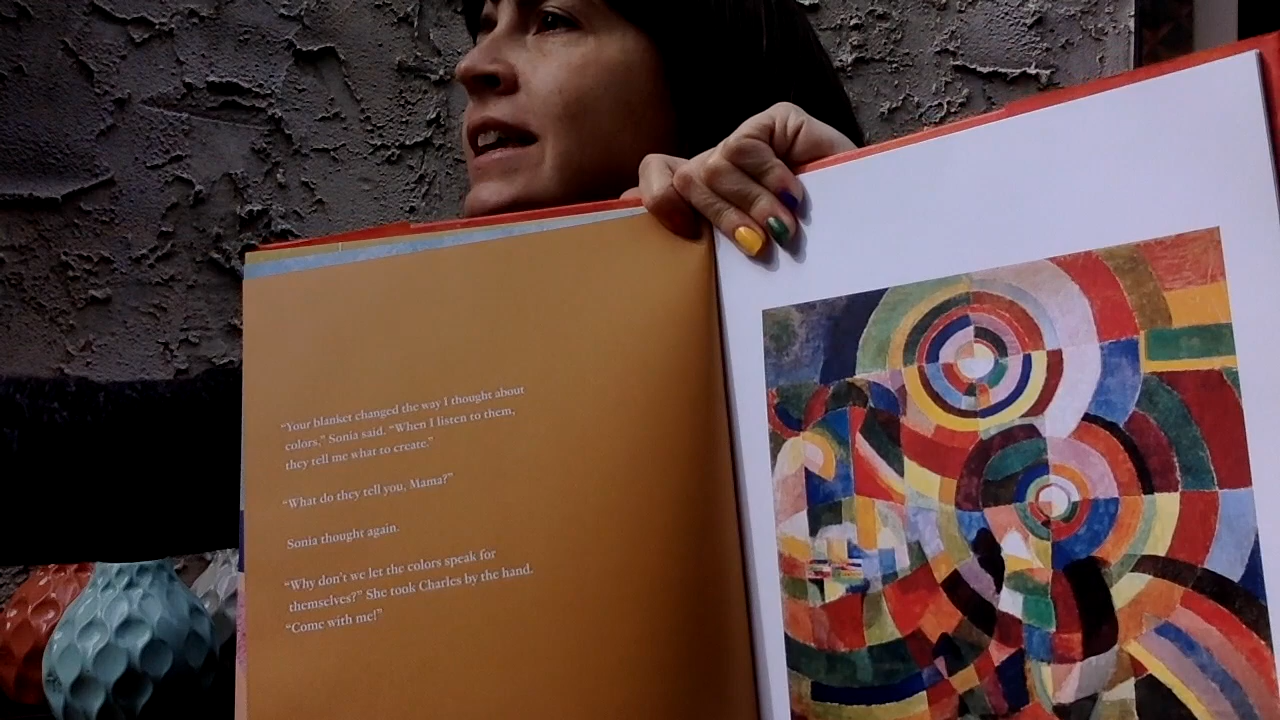 “Your blanket changed the way I thought about
colors,” Sonia said. “When I listen to them,
they tell me what to create.”
“What do they tell you, Mama?”
Sonia thought again.
“Why don’t we let the colors speak for
themselves?” She took Charles by the hand.
“Come with me!”